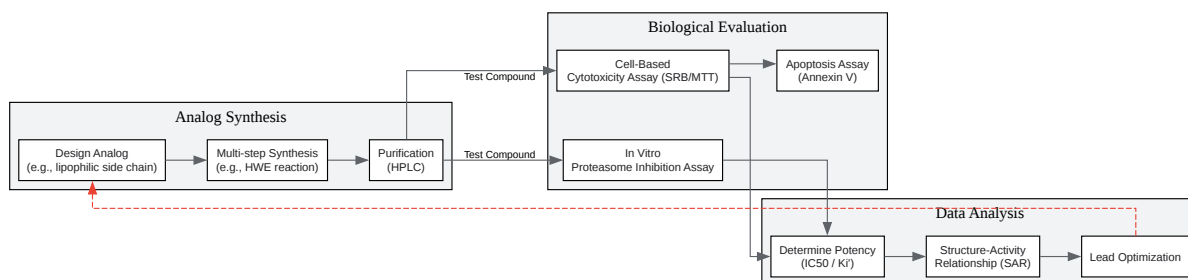 Biological Evaluation
Cell-Based
Cytotoxicity Assay (SRB/MTT)
Apoptosis Assay
(Annexin V)
Test Compound
Analog Synthesis
Design Analog
(e.g., lipophilic side chain)
Multi-step Synthesis
(e.g., HWE reaction)
Purification
(HPLC)
Test Compound
In Vitro
Proteasome Inhibition Assay
Data Analysis
Determine Potency
(IC50 / Ki')
Structure-Activity
Relationship (SAR)
Lead Optimization